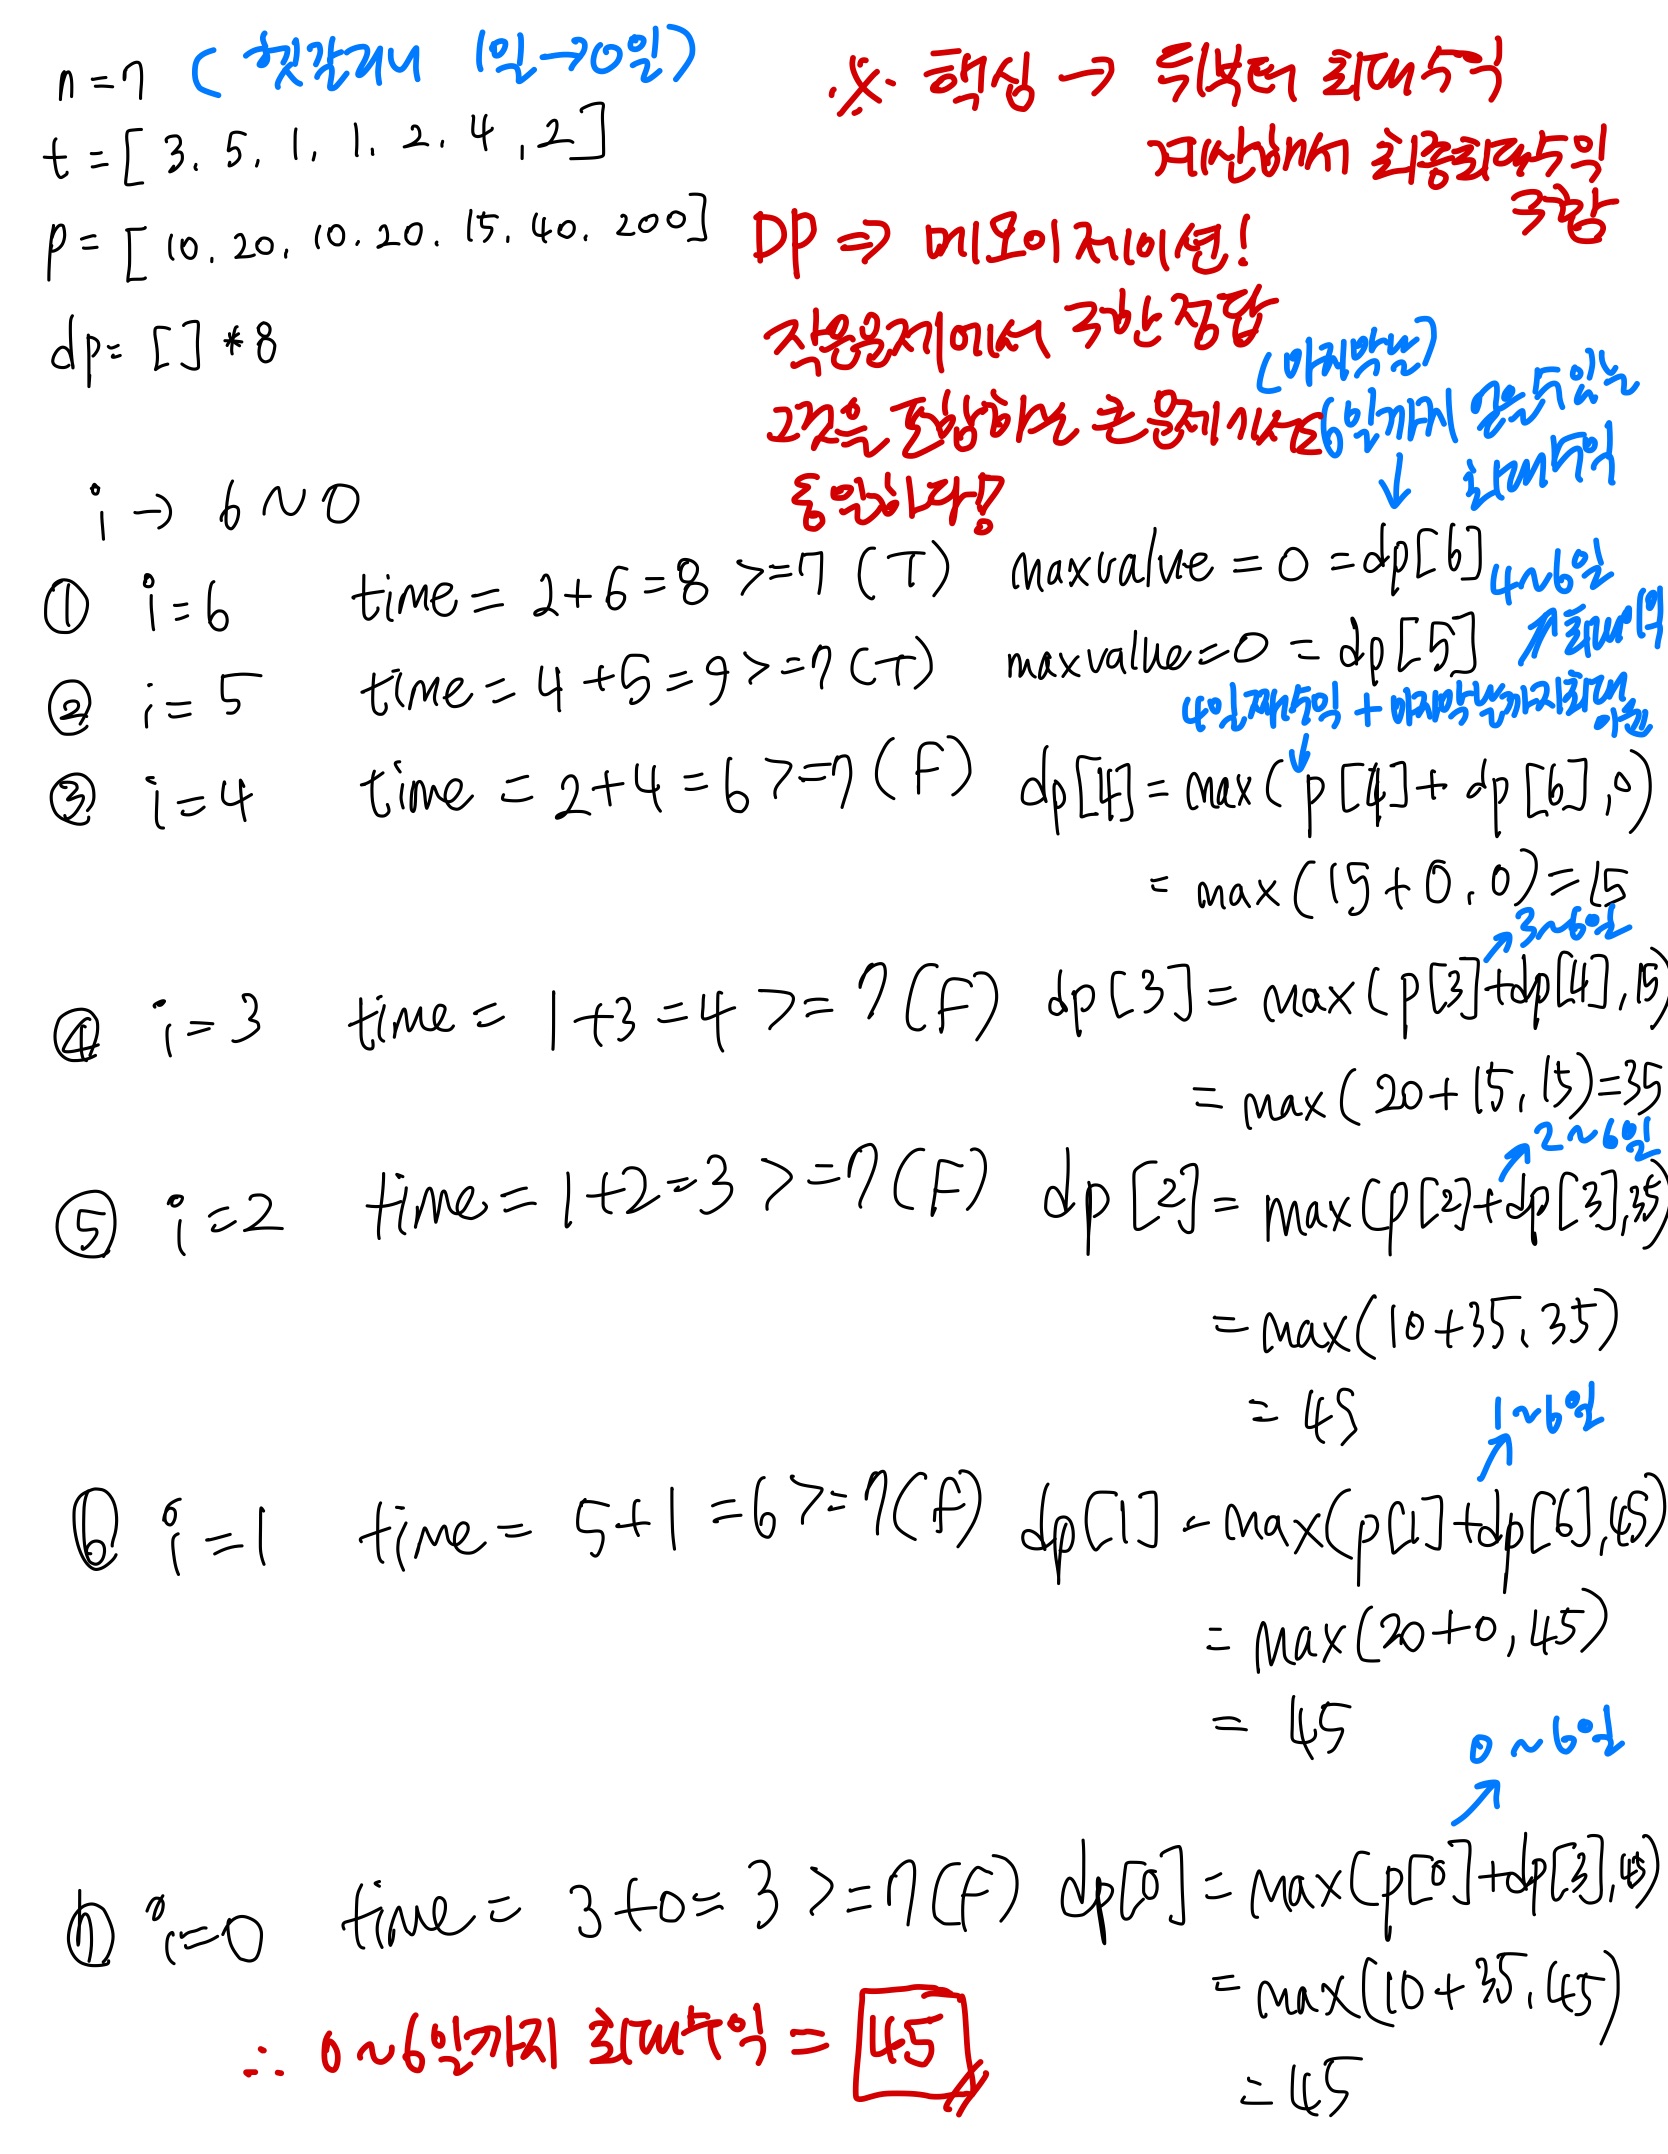 n=7 ( 헷갈리니 1일→0일)
t = [ 3. 5. 1, 1. 2. 4 , 2]
p = [ 10. 20. 10. 20. 15. 40. 200]
dp= [] * 8
※ 핵심 → 뒤부터 최대수익
계산해서 최종최대수익
구함
DP ⇒ 메모이제이션!
작은문제에서 구한 정답
그것을 포함하는 큰 문제에서도
동일하다!
(마지막날)
6일까지 얻을수있는
↓ 최대수익
i → 6 ~ 0
① i=6 time = 2+6=8 >=7 (T) maxvalue = 0 = dp[6]
4~6일
↗최대이익
② i= 5 time = 4+5=9>=7(T) maxvalue=0 = dp[5]
4일째수익 + 마지막날까지최대
↓
③ i=4 time = 2+4=6>=7(F) dp[4] = max( p[4]+ dp[6],0)
= max(15+0.0)=15
↗3~6일
④ i=3 time= 1+3=4 >= 7(F) dp[3] = max(p[3]+dp[4],15)
= max( 20+15,15)=35
↗2~6일
⑤ i=2 time= 1+2=3 >=7(F) dp[2]= max(p[2]+dp[3],35)
= max(10+35.35)
= 45
↗1~6일
⑥ i=1 time= 5+1=6>=7(F) dp[1] = max(p[1]+dp[6],45)
= max(20+0,45)
= 45
↗0~6일
⑦ i=0 time= 3+0=3 >=7(F) dp[0] = max(p[0]+dp[3],45)
= max(10+35.45)
= 45
∴ 0~6일까지 최대수익 = 45